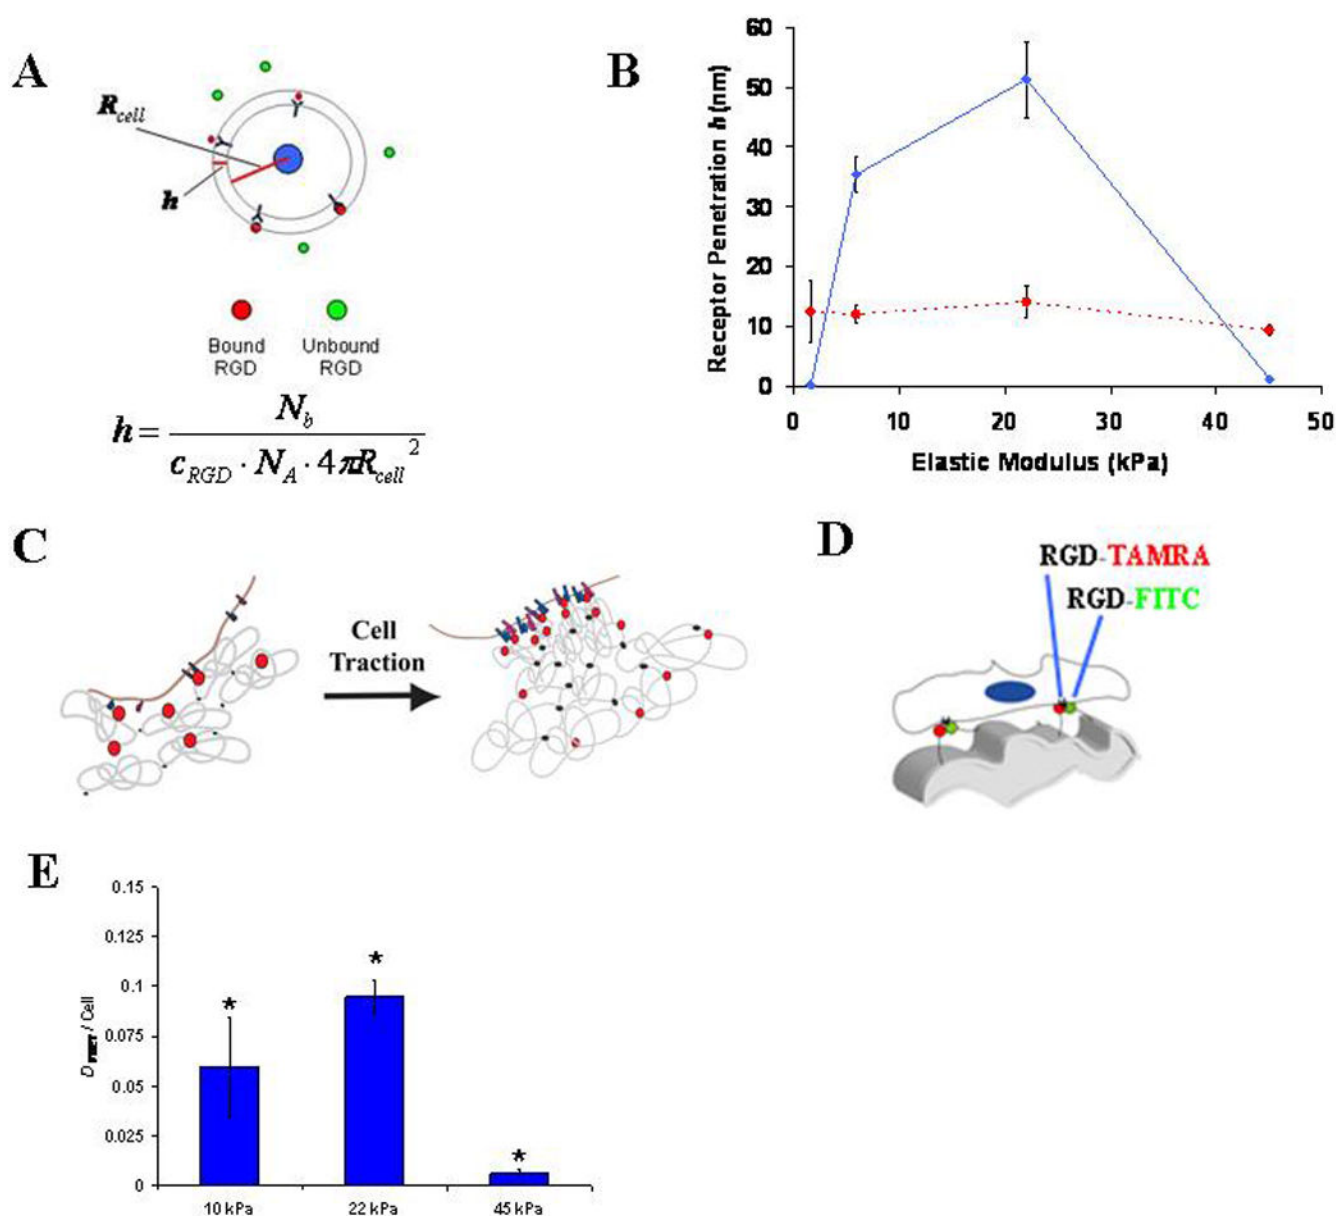 A
R_cell
h
Bound RGD
Unbound RGD
h = N_b / (c_RGD · N_A · 4πR_cell²)
B
Receptor Penetration h (nm)
60
50
40
30
20
10
0
0 10 20 30 40 50
Elastic Modulus (kPa)
C
Cell
Traction
D
RGD-TAMRA
RGD-FITC
E
D / Cell
0.15
0.125
0.1
0.075
0.05
0.025
0
* * *
10 kPa 22 kPa 45 kPa